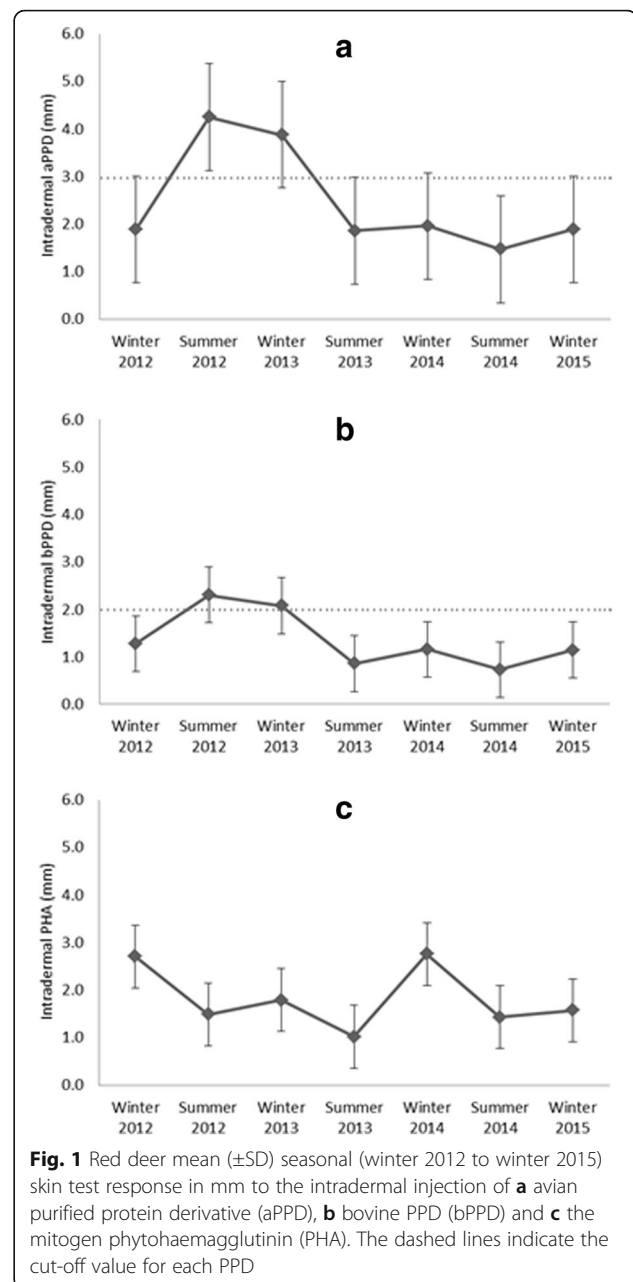 a
6.0
5.0
4.0
3.0
2.0
1.0
0.0
Intradermal aPPD (mm)
Winter Summer Winter Summer Winter Summer Winter
2012 2012 2013 2013 2014 2014 2015
b
6.0
5.0
4.0
3.0
2.0
1.0
0.0
Intradermal bPPD (mm)
Winter Summer Winter Summer Winter Summer Winter
2012 2012 2013 2013 2014 2014 2015
c
6.0
5.0
4.0
3.0
2.0
1.0
0.0
Intradermal PHA (mm)
Winter Summer Winter Summer Winter Summer Winter
2012 2012 2013 2013 2014 2014 2015
Fig. 1 Red deer mean (±SD) seasonal (winter 2012 to winter 2015)
skin test response in mm to the intradermal injection of a avian
purified protein derivative (aPPD), b bovine PPD (bPPD) and c the
mitogen phytohaemagglutinin (PHA). The dashed lines indicate the
cut-off value for each PPD